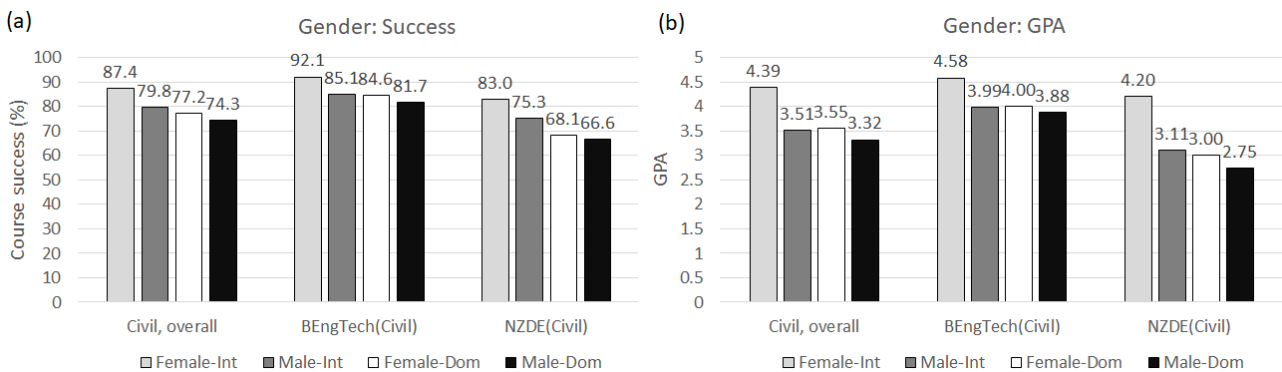 (a)
Gender: Success
Course success (%)
100
90
80
70
60
50
40
30
20
10
0
87.4 79.8 77.2 74.3
92.1 85.1 84.6 81.7
83.0 75.3 68.1 66.6
Civil, overall BEngTech(Civil) NZDE(Civil)
Female-Int Male-Int Female-Dom Male-Dom
(b)
Gender: GPA
GPA
5
4.5
4
3.5
3
2.5
2
1.5
1
0.5
0
4.39 3.51 3.55 3.32
4.58 3.99 4.00 3.88
4.20 3.11 3.00 2.75
Civil, overall BEngTech(Civil) NZDE(Civil)
Female-Int Male-Int Female-Dom Male-Dom